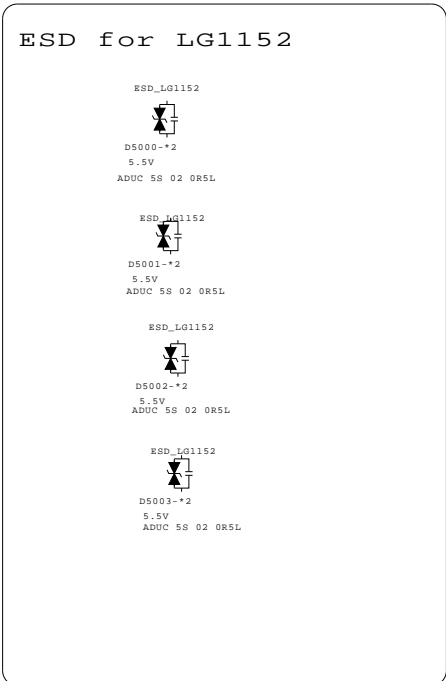 ESD for LG1152
ESD_LG1152
D5000-*2
5.5V
ADUC 5S 02 0R5L
ESD_LG1152
D5001-*2
5.5V
ADUC 5S 02 0R5L
ESD_LG1152
D5002-*2
5.5V
ADUC 5S 02 0R5L
ESD_LG1152
D5003-*2
5.5V
ADUC 5S 02 0R5L